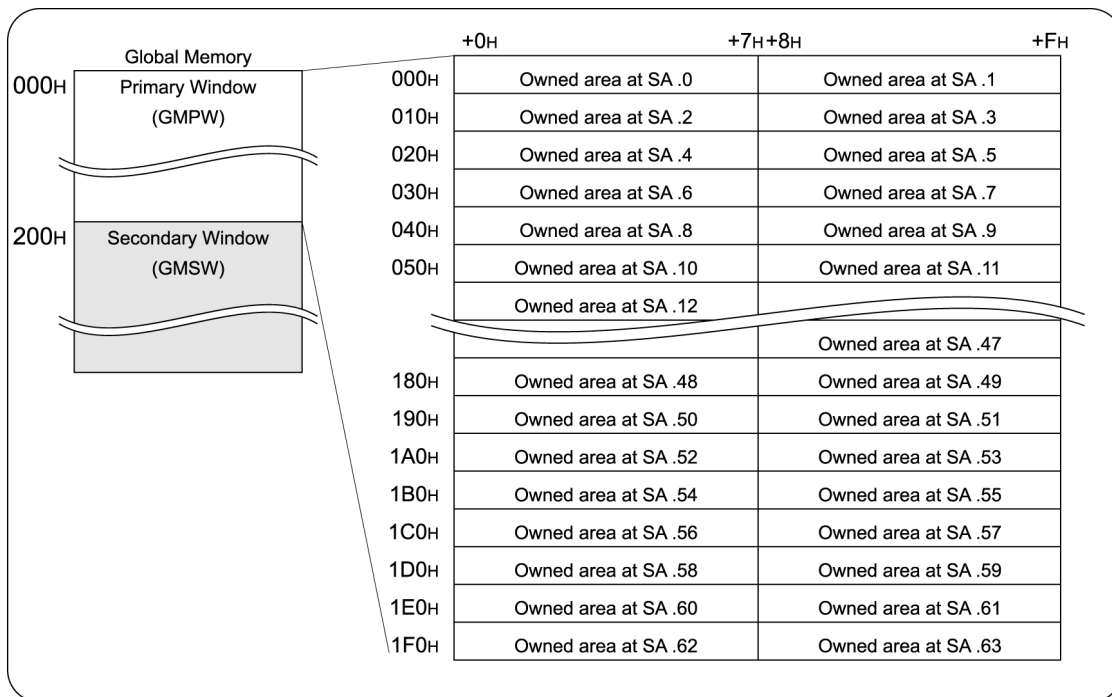 +0H +7H +8H +FH
Global Memory
000H Primary Window
(GMPW)
200H Secondary Window
(GMSW)
000H Owned area at SA .0 Owned area at SA .1
010H Owned area at SA .2 Owned area at SA .3
020H Owned area at SA .4 Owned area at SA .5
030H Owned area at SA .6 Owned area at SA .7
040H Owned area at SA .8 Owned area at SA .9
050H Owned area at SA .10 Owned area at SA .11
Owned area at SA .12
Owned area at SA .47
180H Owned area at SA .48 Owned area at SA .49
190H Owned area at SA .50 Owned area at SA .51
1A0H Owned area at SA .52 Owned area at SA .53
1B0H Owned area at SA .54 Owned area at SA .55
1C0H Owned area at SA .56 Owned area at SA .57
1D0H Owned area at SA .58 Owned area at SA .59
1E0H Owned area at SA .60 Owned area at SA .61
1F0H Owned area at SA .62 Owned area at SA .63